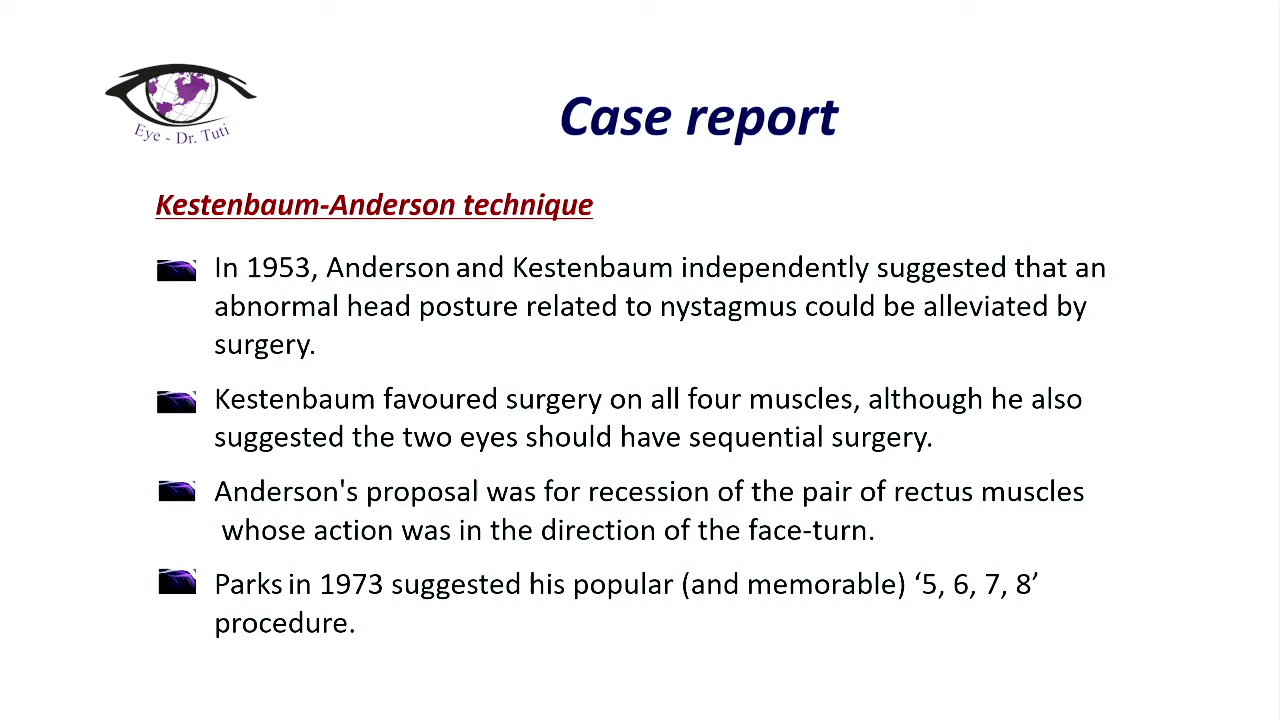 Eye - Dr. Tuti
Case report
Kestenbaum-Anderson technique
In 1953, Anderson and Kestenbaum independently suggested that an
abnormal head posture related to nystagmus could be alleviated by
surgery.
Kestenbaum favoured surgery on all four muscles, although he also
suggested the two eyes should have sequential surgery.
Anderson's proposal was for recession of the pair of rectus muscles
whose action was in the direction of the face-turn.
Parks in 1973 suggested his popular (and memorable) ‘5, 6, 7, 8’
procedure.